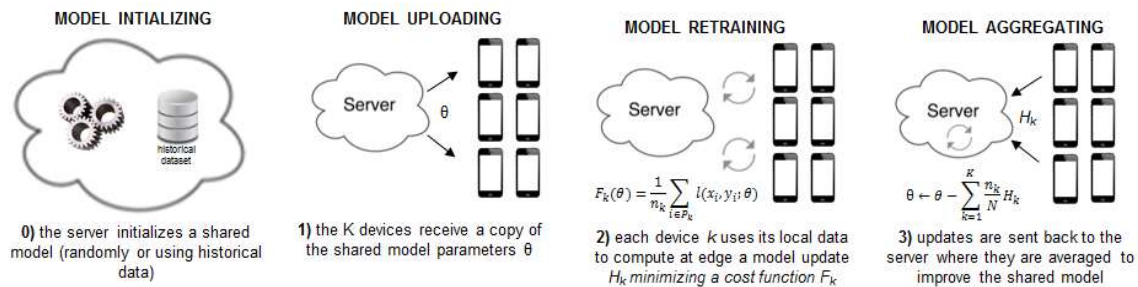 MODEL INTIALIZING
historical
dataset
0) the server initializes a shared
model (randomly or using historical
data)
MODEL UPLOADING
Server
θ
1) the K devices receive a copy of
the shared model parameters θ
MODEL RETRAINING
Server
F_k(θ) = 1/n_k ∑_{i∈P_k} l(x_i, y_i; θ)
2) each device k uses its local data
to compute at edge a model update
H_k minimizing a cost function F_k
MODEL AGGREGATING
Server
H_k
θ ← θ − ∑_{k=1}^{K} n_k/N H_k
3) updates are sent back to the
server where they are averaged to
improve the shared model